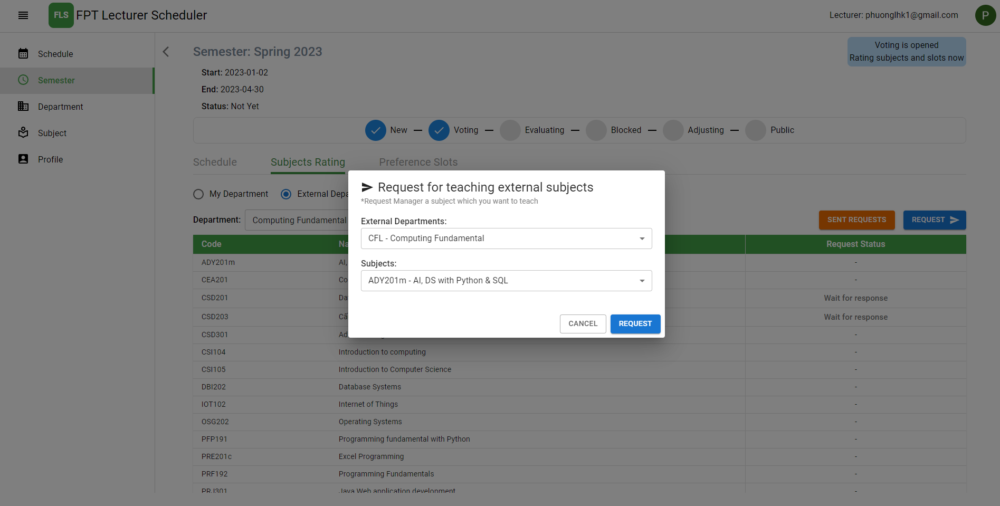 FLS FPT Lecturer Scheduler
Lecturer: phuonglhk1@gmail.com
P
Schedule
Semester
Department
Subject
Profile
Semester: Spring 2023
Voting is opened
Rating subjects and slots now
Start: 2023-01-02
End: 2023-04-30
Status: Not Yet
New — Voting — Evaluating — Blocked — Adjusting — Public
Schedule Subjects Rating Preference Slots
My Department External Depa
Department: Computing Fundamental
SENT REQUESTS REQUEST
Request for teaching external subjects
*Request Manager a subject which you want to teach
External Departments:
CFL - Computing Fundamental
Subjects:
ADY201m - AI, DS with Python & SQL
CANCEL REQUEST
Code Na Request Status
ADY201m AI, -
CEA201 Co -
CSD201 Da Wait for response
CSD203 Cấ Wait for response
CSD301 Ad -
CSI104 Introduction to computing -
CSI105 Introduction to Computer Science -
DBI202 Database Systems -
IOT102 Internet of Things -
OSG202 Operating Systems -
PFP191 Programming fundamental with Python -
PRE201c Excel Programming -
PRF192 Programming Fundamentals -
PRJ301 Java Web application development -